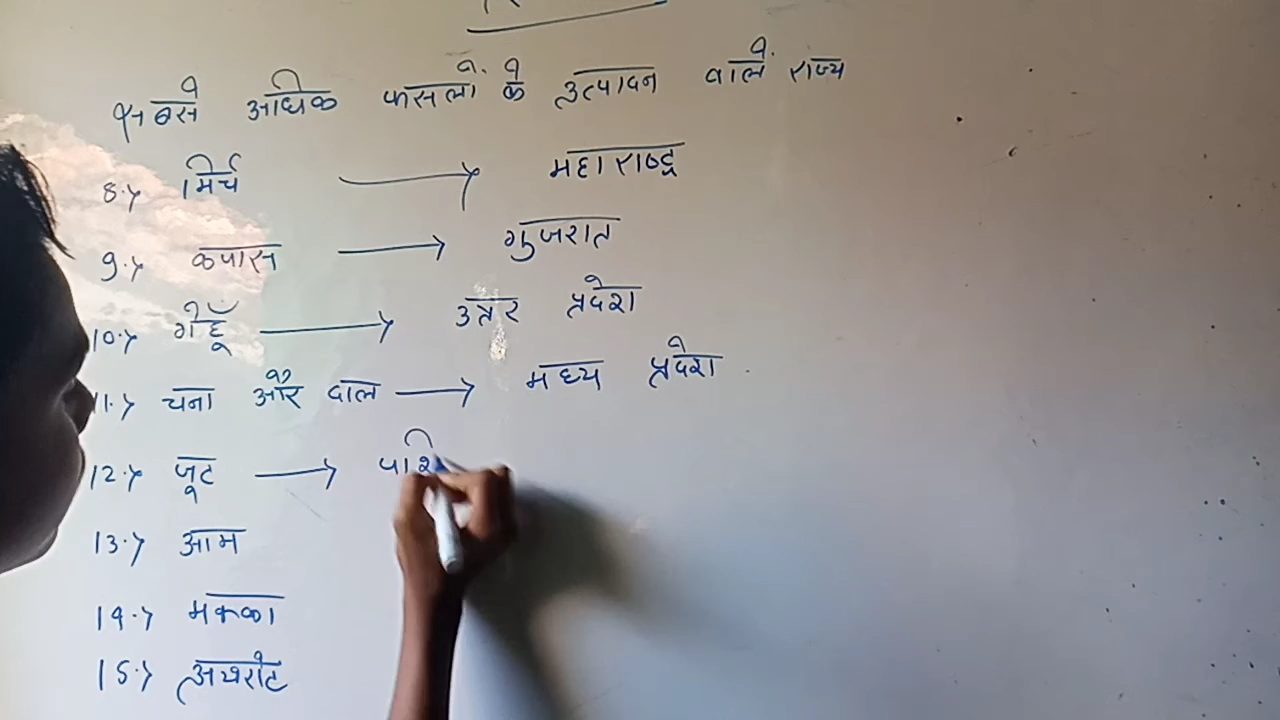 सबसे अधिक फसलों के उत्पादन वाले राज्य
8.> मिर्च → महाराष्ट्र
9.> कपास → गुजरात
10.> गेहूँ → उत्तर प्रदेश
11.> चना और दाल → मध्य प्रदेश
12.> जूट → पश्चि
13.> आम
14.> मक्का
15.> अखरोट